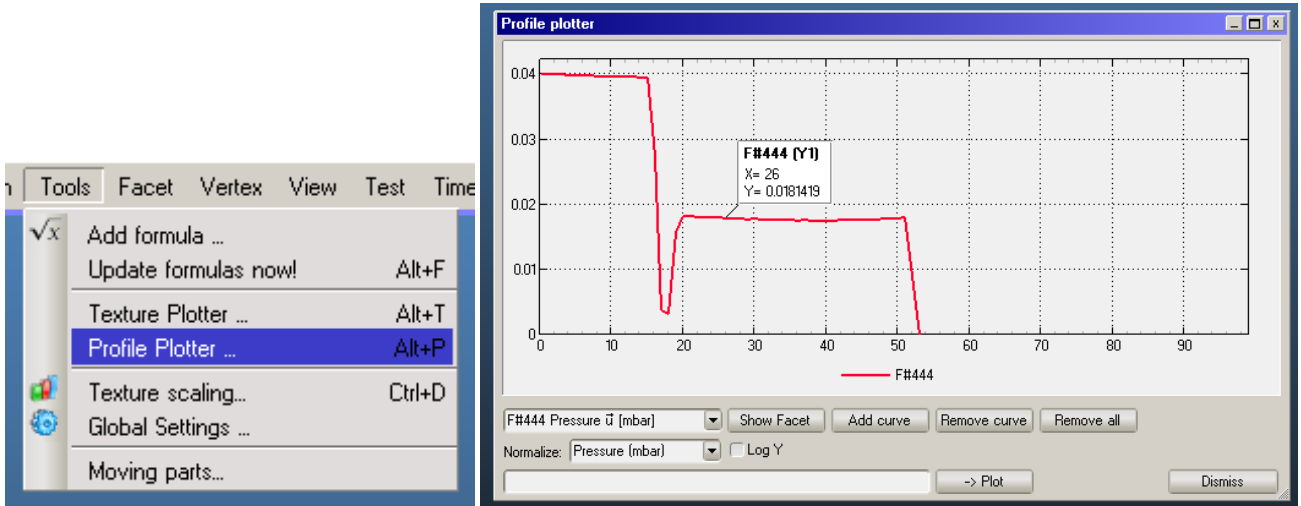 Tools Facet Vertex View Test Time
√x Add formula ...
Update formulas now! Alt+F
Texture Plotter ... Alt+T
Profile Plotter ... Alt+P
Texture scaling... Ctrl+D
Global Settings ...
Moving parts...
Profile plotter
0.04
0.03
0.02
0.01
0
F#444 (Y1)
X= 26
Y= 0.0181419
0 10 20 30 40 50 60 70 80 90
F#444
F#444 Pressure u⃗ [mbar] Show Facet Add curve Remove curve Remove all
Normalize: Pressure (mbar) Log Y
-> Plot Dismiss